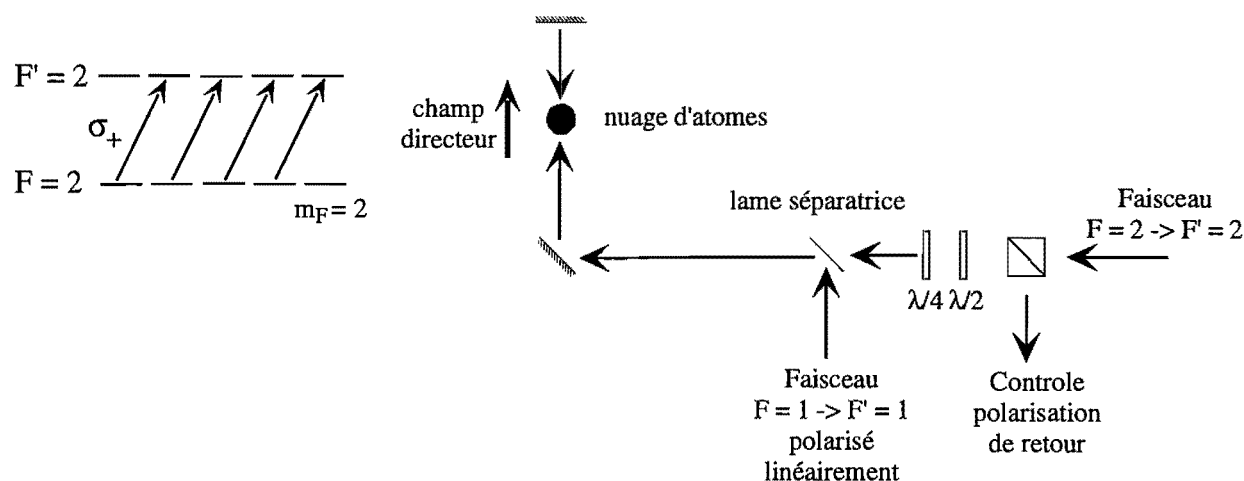 F' = 2
σ+
F = 2
mF = 2
champ
directeur
nuage d'atomes
lame séparatrice
Faisceau
F = 2 -> F' = 2
λ/4 λ/2
Faisceau
F = 1 -> F' = 1
polarisé
linéairement
Controle
polarisation
de retour